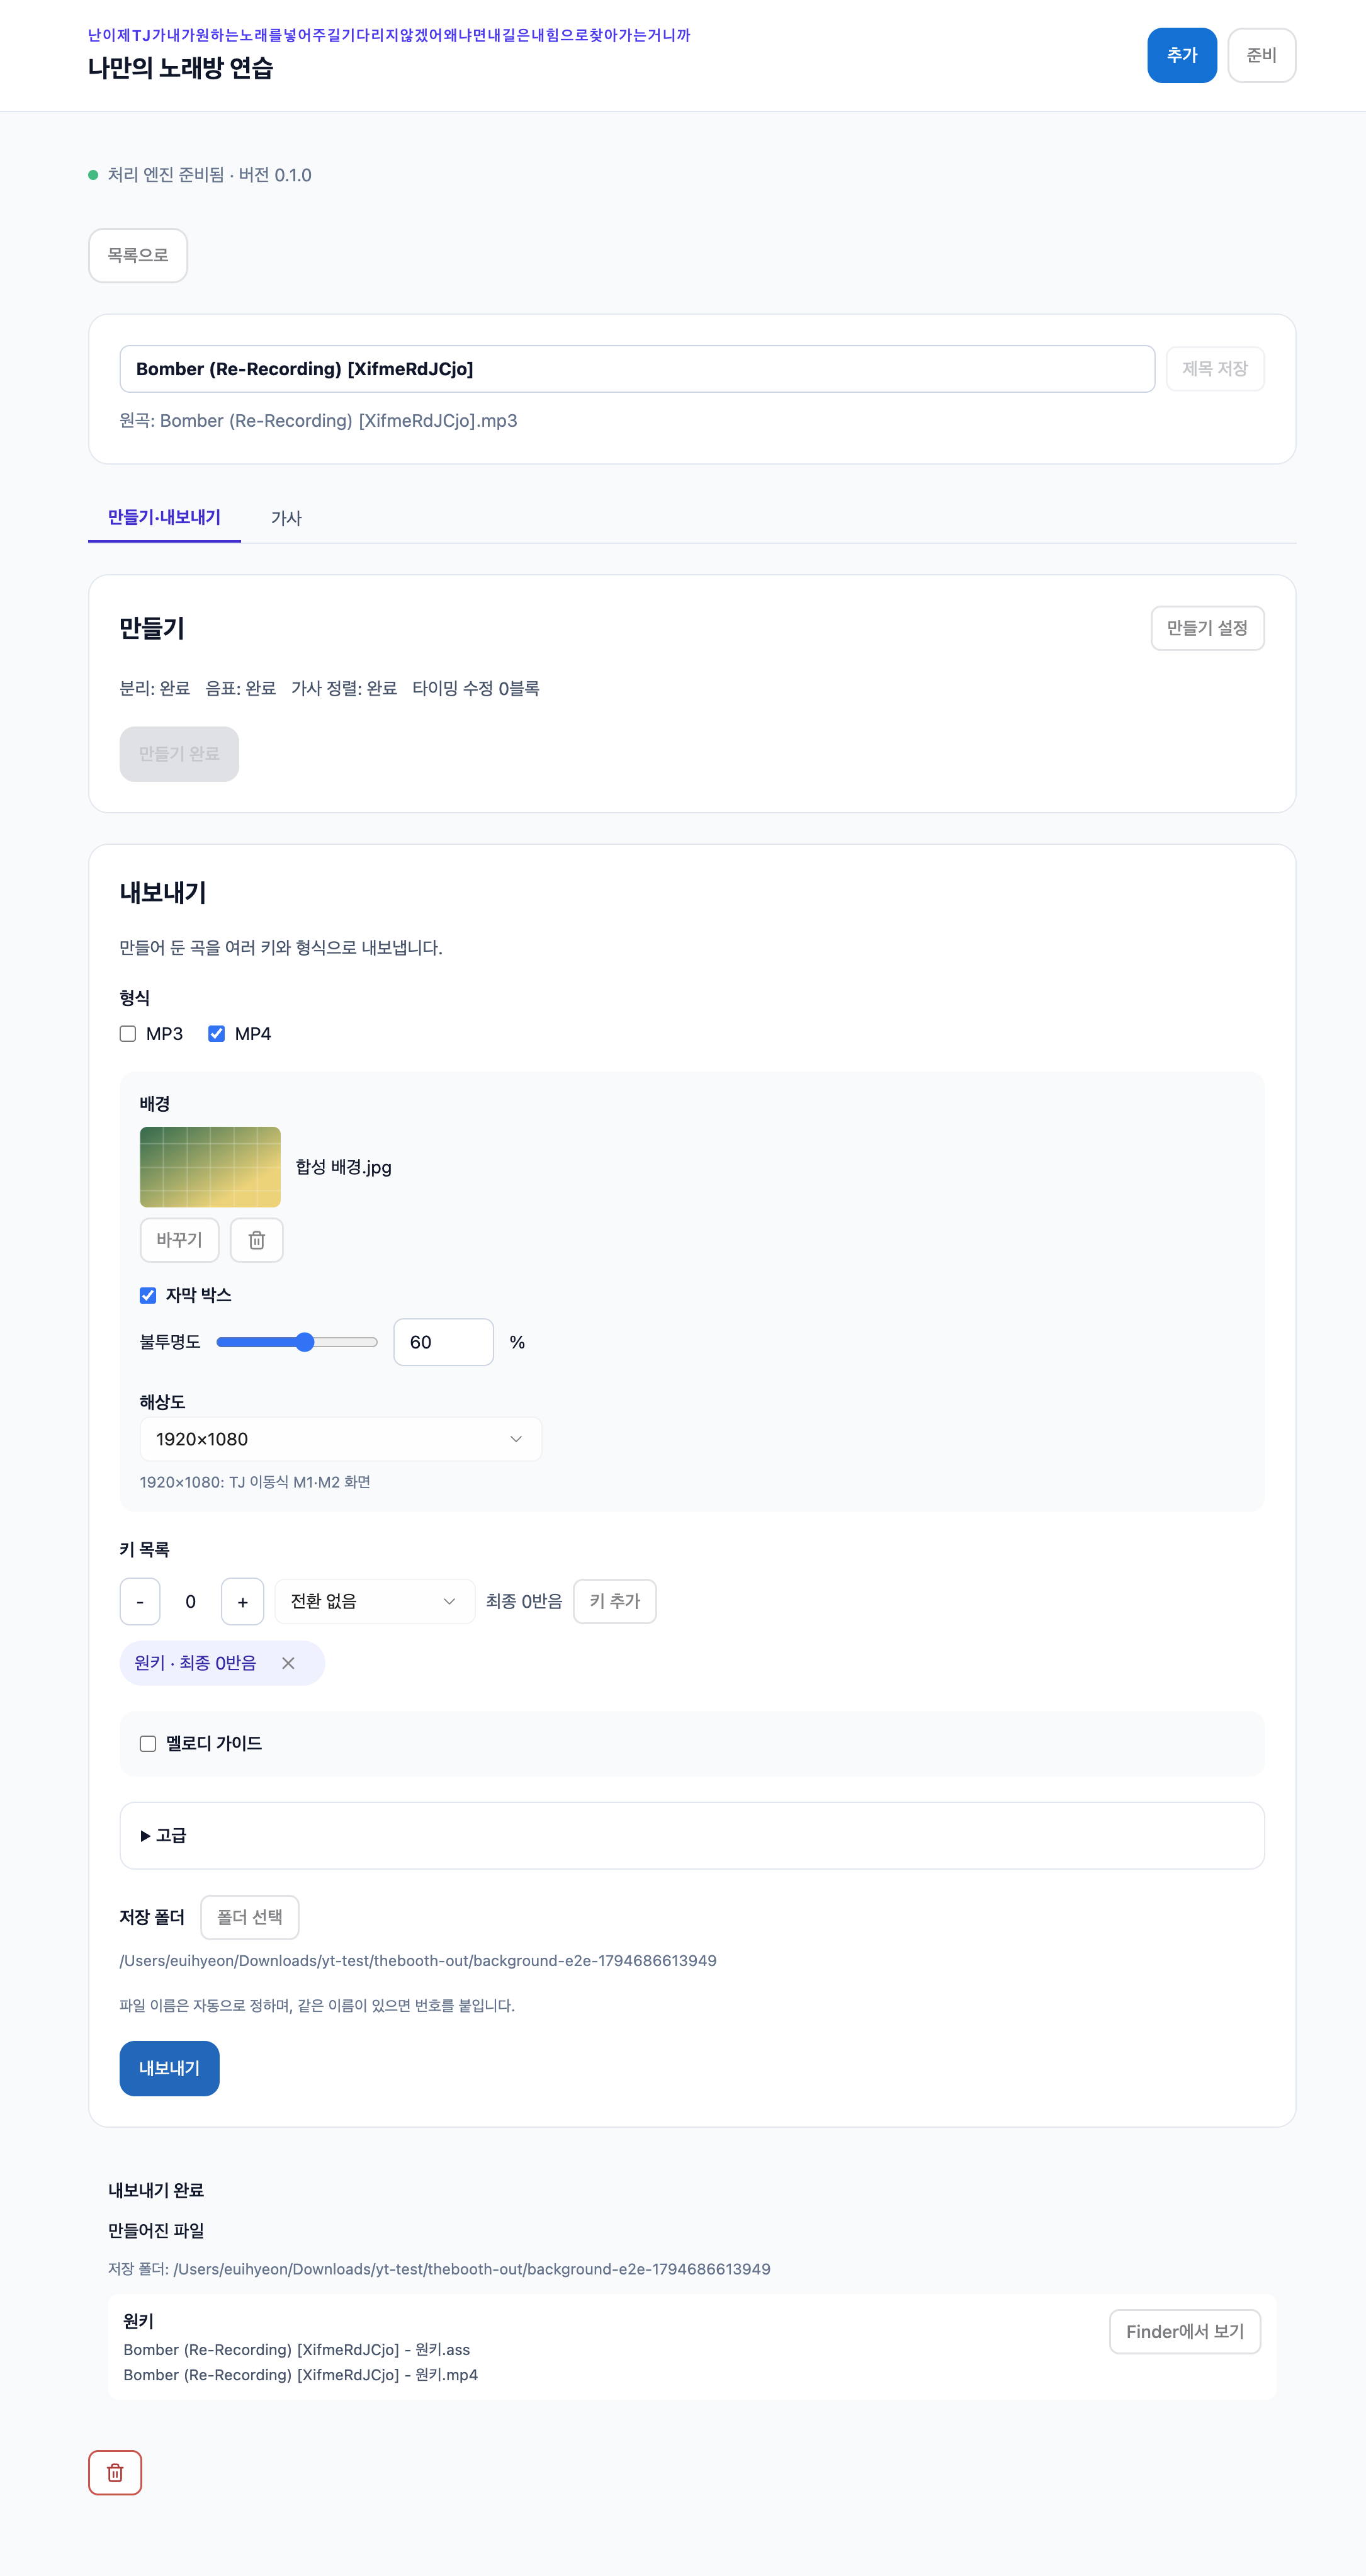 난이제TJ가내가원하는노래를넣어주길기다리지않겠어왜냐면내길은내힘으로찾아가는거니까
나만의 노래방 연습
추가
준비
처리 엔진 준비됨 · 버전 0.1.0
목록으로
Bomber (Re-Recording) [XifmeRdJCjo]
제목 저장
원곡: Bomber (Re-Recording) [XifmeRdJCjo].mp3
만들기·내보내기
가사
만들기
만들기 설정
분리: 완료 음표: 완료 가사 정렬: 완료 타이밍 수정 0블록
만들기 완료
내보내기
만들어 둔 곡을 여러 키와 형식으로 내보냅니다.
형식
MP3 MP4
배경
합성 배경.jpg
바꾸기
자막 박스
불투명도 60 %
해상도
1920×1080
1920×1080: TJ 이동식 M1·M2 화면
키 목록
- 0 + 전환 없음 최종 0반음 키 추가
원키 · 최종 0반음
멜로디 가이드
고급
저장 폴더 폴더 선택
/Users/euihyeon/Downloads/yt-test/thebooth-out/background-e2e-1794686613949
파일 이름은 자동으로 정하며, 같은 이름이 있으면 번호를 붙입니다.
내보내기
내보내기 완료
만들어진 파일
저장 폴더: /Users/euihyeon/Downloads/yt-test/thebooth-out/background-e2e-1794686613949
원키
Finder에서 보기
Bomber (Re-Recording) [XifmeRdJCjo] - 원키.ass
Bomber (Re-Recording) [XifmeRdJCjo] - 원키.mp4